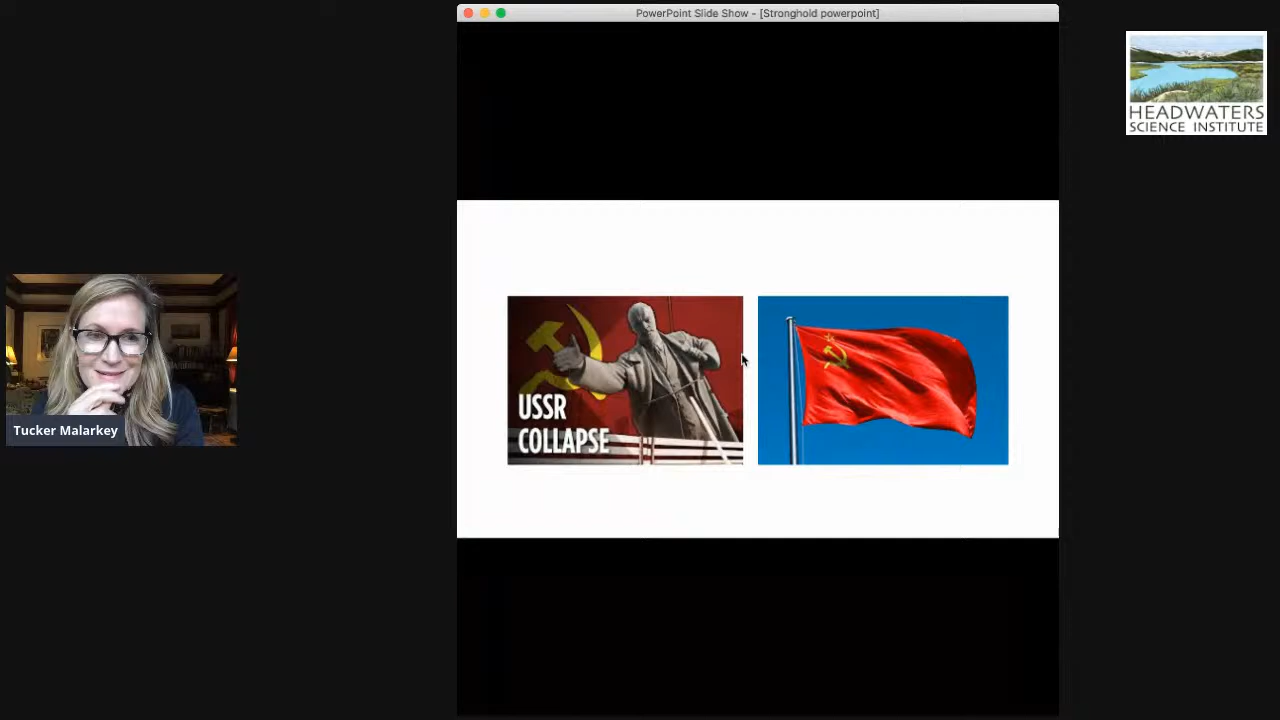 PowerPoint Slide Show - [Stronghold powerpoint]
HEADWATERS
SCIENCE INSTITUTE
USSR
COLLAPSE
Tucker Malarkey